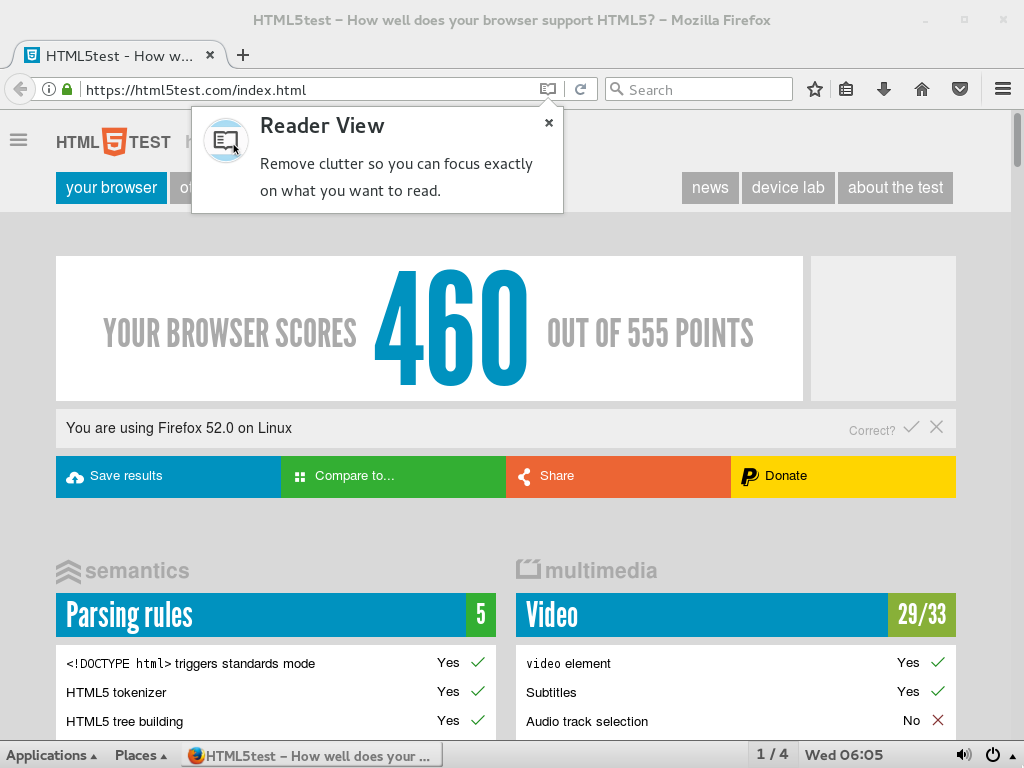 HTML5test – How well does your browser support HTML5? – Mozilla Firefox
HTML5test - How w...
https://html5test.com/index.html
Search
Reader View
Remove clutter so you can focus exactly
on what you want to read.
HTML 5 TEST
your browser
news device lab about the test
YOUR BROWSER SCORES 460 OUT OF 555 POINTS
You are using Firefox 52.0 on Linux
Correct?
Save results Compare to... Share Donate
semantics
Parsing rules 5
<!DOCTYPE html> triggers standards mode Yes
HTML5 tokenizer Yes
HTML5 tree building Yes
multimedia
Video 29/33
video element Yes
Subtitles Yes
Audio track selection No
Applications Places HTML5test – How well does your ... 1 / 4 Wed 06:05